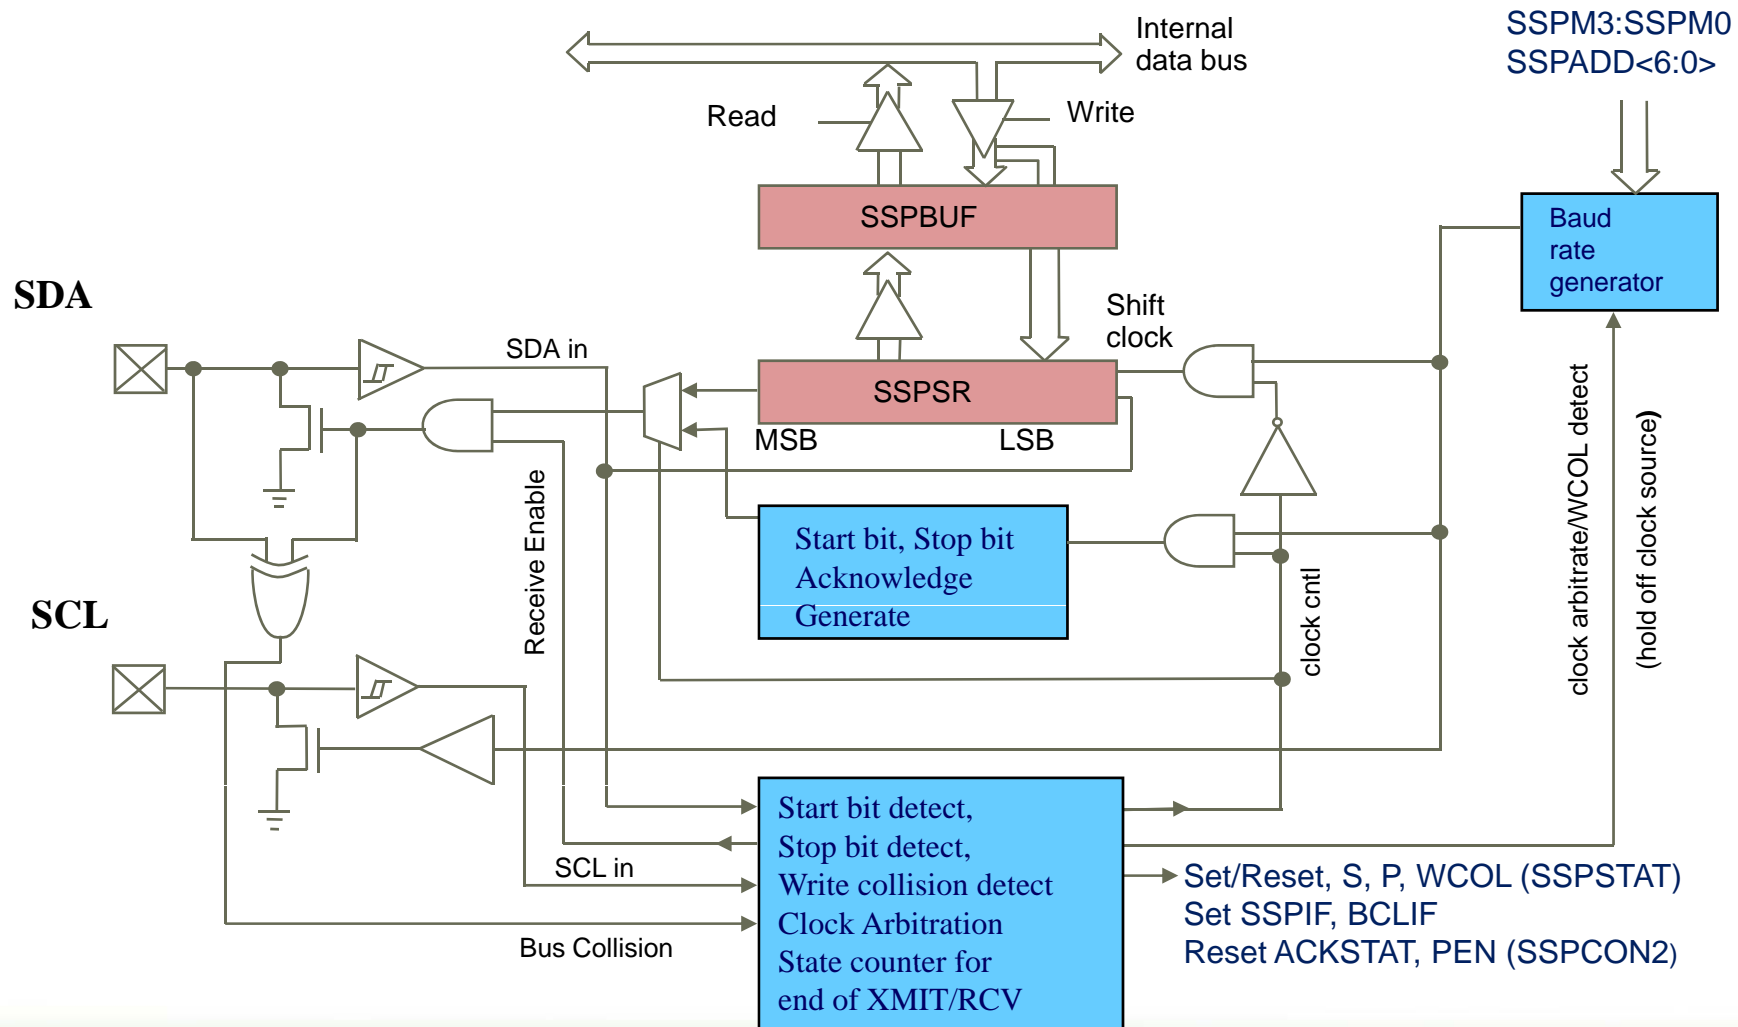 Internal
data bus
SSPM3:SSPM0
SSPADD<6:0>
Read
Write
SSPBUF
Baud
rate
generator
SDA
Shift
clock
SDA in
SSPSR
MSB
LSB
clock arbitrate/WCOL detect
(hold off clock source)
Receive Enable
Start bit, Stop bit
Acknowledge
Generate
clock cntl
SCL
Start bit detect,
Stop bit detect,
Write collision detect
Clock Arbitration
State counter for
end of XMIT/RCV
SCL in
Bus Collision
Set/Reset, S, P, WCOL (SSPSTAT)
Set SSPIF, BCLIF
Reset ACKSTAT, PEN (SSPCON2)